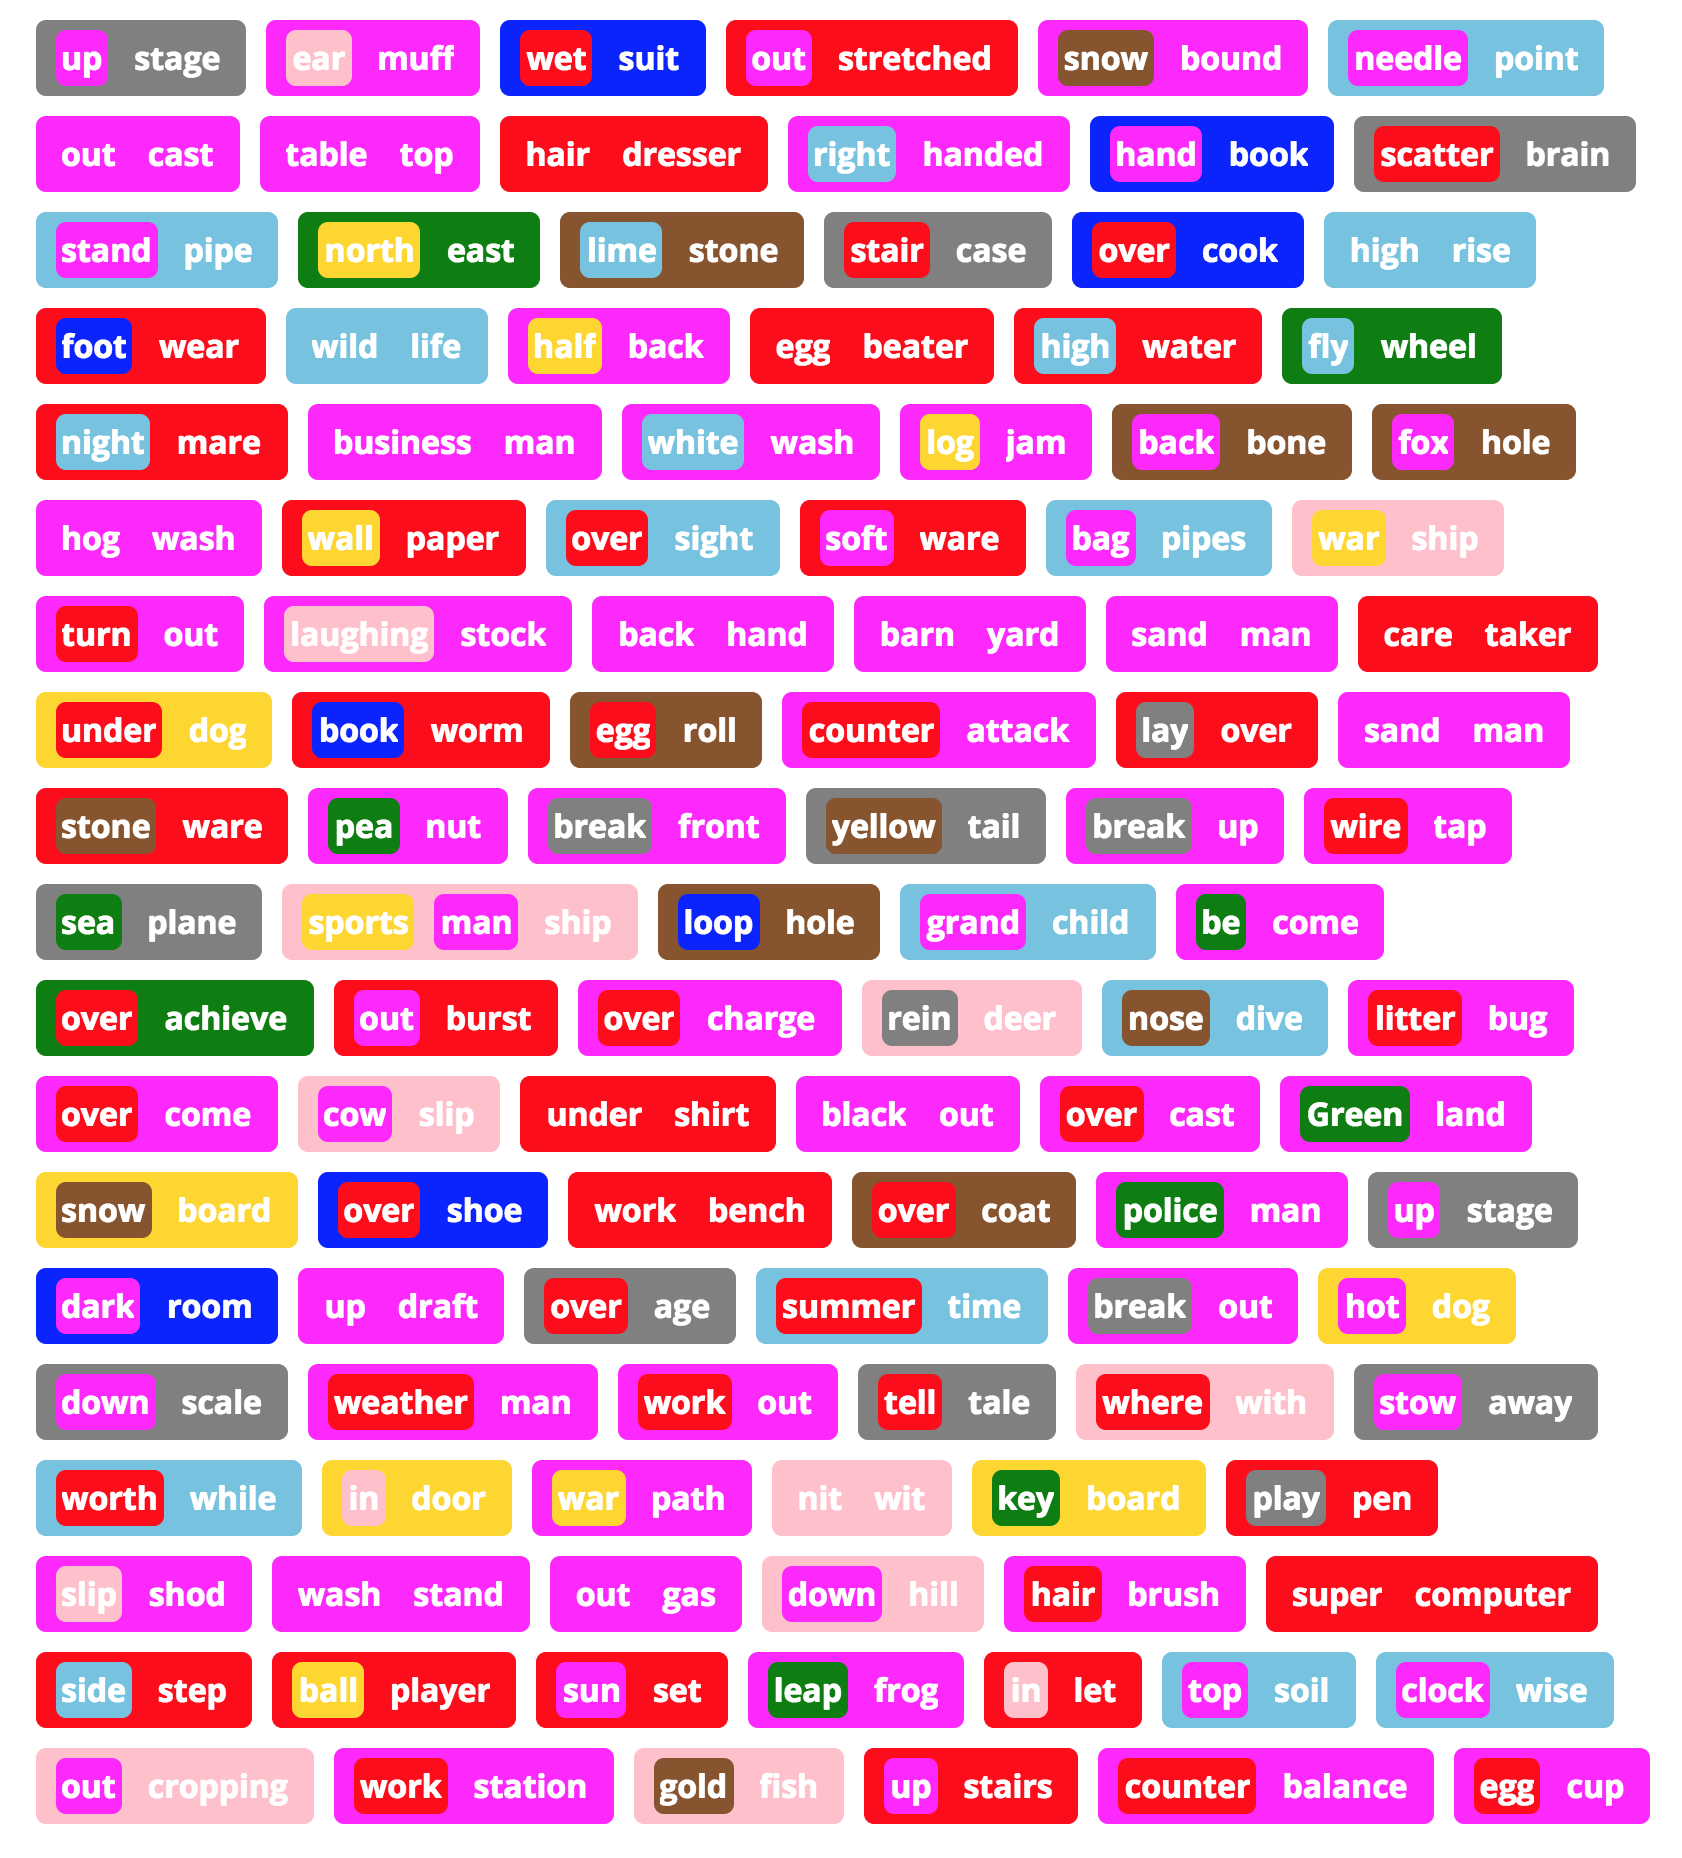 up stage ear muff wet suit out stretched snow bound needle point
out cast table top hair dresser right handed hand book scatter brain
stand pipe north east lime stone stair case over cook high rise
foot wear wild life half back egg beater high water fly wheel
night mare business man white wash log jam back bone fox hole
hog wash wall paper over sight soft ware bag pipes war ship
turn out laughing stock back hand barn yard sand man care taker
under dog book worm egg roll counter attack lay over sand man
stone ware pea nut break front yellow tail break up wire tap
sea plane sports man ship loop hole grand child be come
over achieve out burst over charge rein deer nose dive litter bug
over come cow slip under shirt black out over cast Green land
snow board over shoe work bench over coat police man up stage
dark room up draft over age summer time break out hot dog
down scale weather man work out tell tale where with stow away
worth while in door war path nit wit key board play pen
slip shod wash stand out gas down hill hair brush super computer
side step ball player sun set leap frog in let top soil clock wise
out cropping work station gold fish up stairs counter balance egg cup